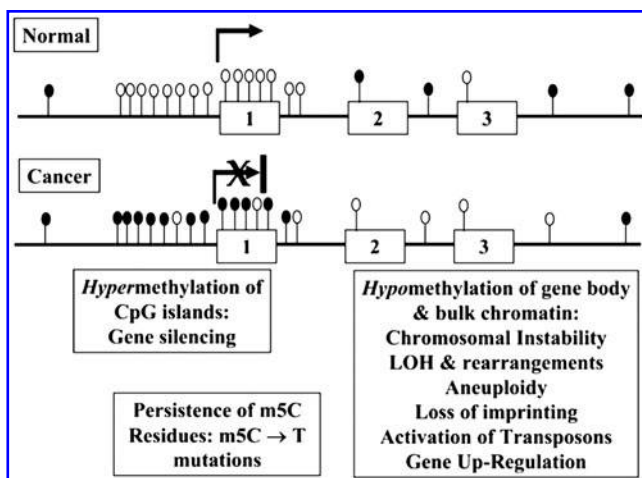 Normal
1
2
3
Cancer
X
1
2
3
Hypermethylation of
CpG islands:
Gene silencing
Hypomethylation of gene body
& bulk chromatin:
Chromosomal Instability
LOH & rearrangements
Aneuploidy
Loss of imprinting
Activation of Transposons
Gene Up-Regulation
Persistence of m5C
Residues: m5C → T
mutations